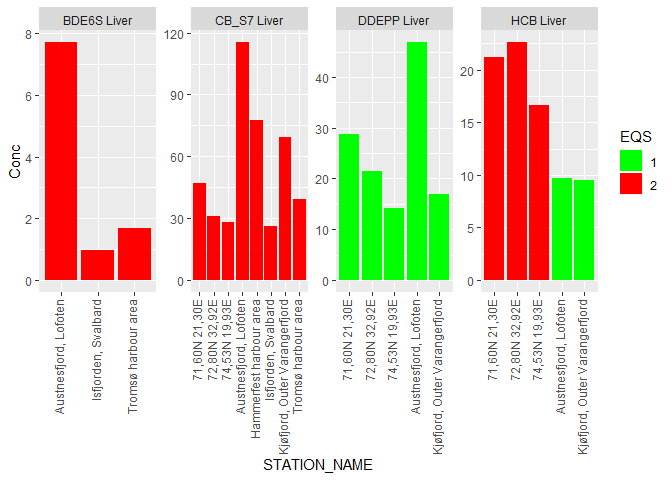 BDE6S Liver
CB_S7 Liver
DDEPP Liver
HCB Liver
Conc
8
6
4
2
0
120
90
60
30
0
40
30
20
10
0
20
15
10
5
0
Austnesfjord, Lofoten
Isfjorden, Svalbard
Tromsø harbour area
71,60N 21,30E
72,80N 32,92E
74,53N 19,93E
Austnesfjord, Lofoten
Hammerfest harbour area
Isfjorden, Svalbard
Kjøfjord, Outer Varangerfjord
Tromsø harbour area
71,60N 21,30E
72,80N 32,92E
74,53N 19,93E
Austnesfjord, Lofoten
Kjøfjord, Outer Varangerfjord
71,60N 21,30E
72,80N 32,92E
74,53N 19,93E
Austnesfjord, Lofoten
Kjøfjord, Outer Varangerfjord
STATION_NAME
EQS
1
2